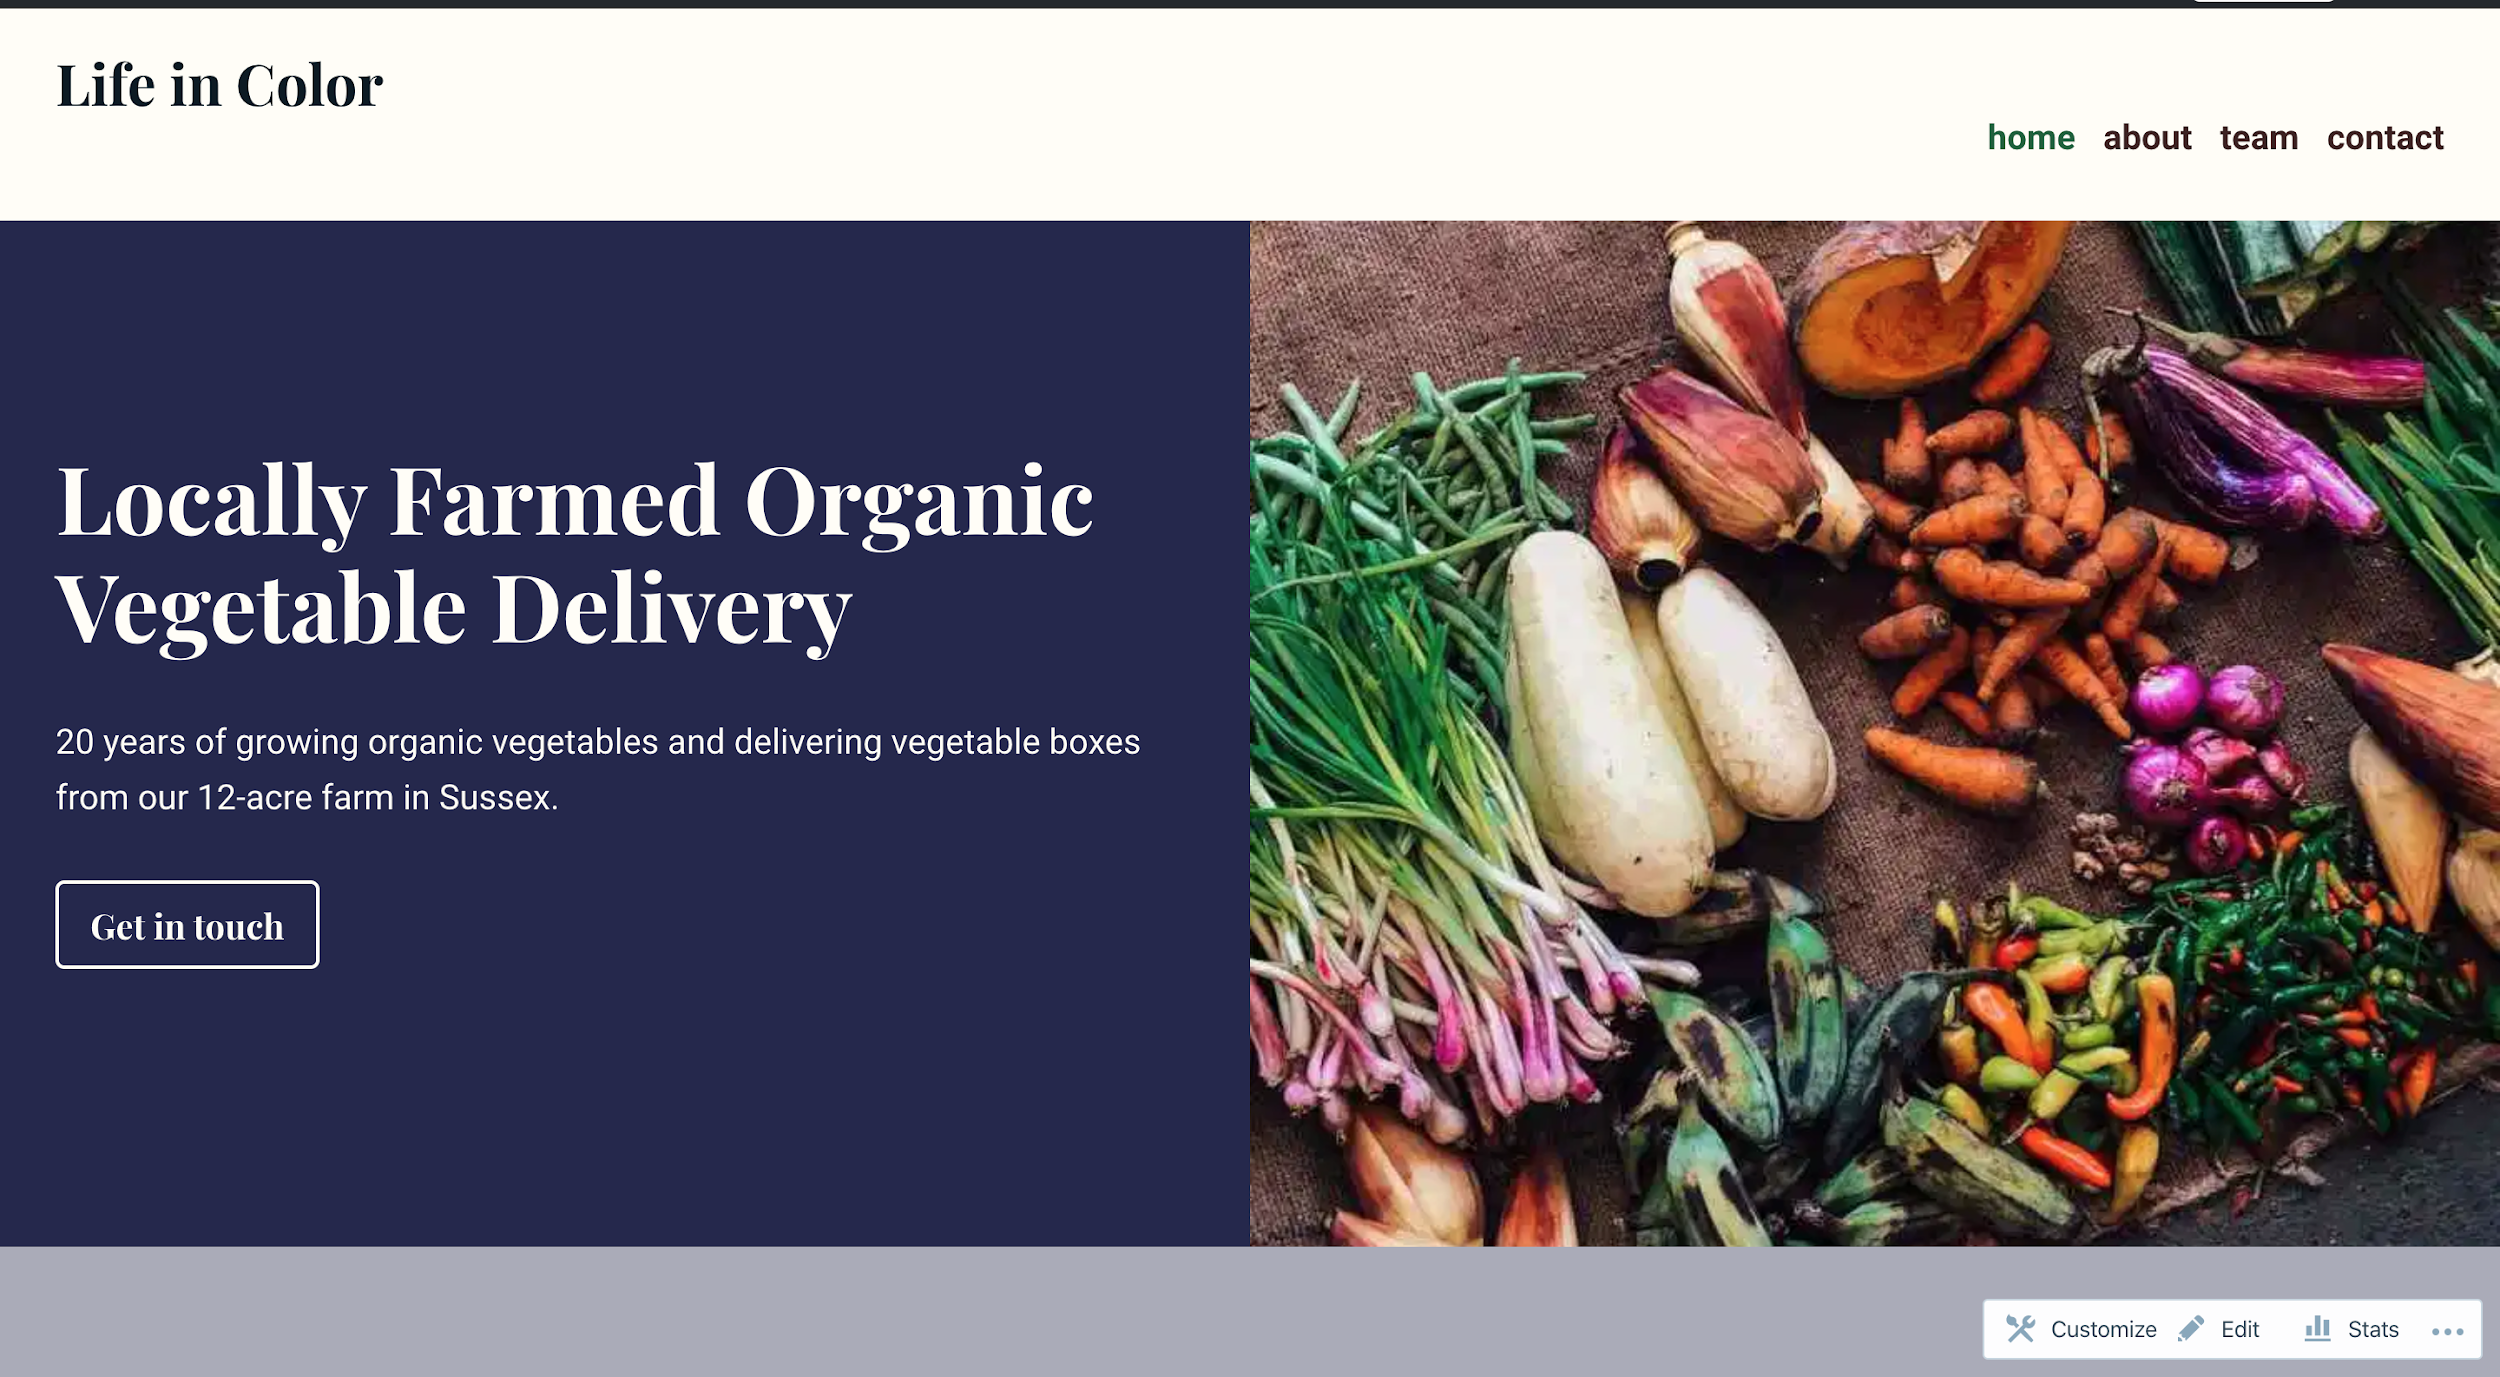 Life in Color
home about team contact
Locally Farmed Organic
Vegetable Delivery
20 years of growing organic vegetables and delivering vegetable boxes
from our 12-acre farm in Sussex.
Get in touch
Customize Edit Stats